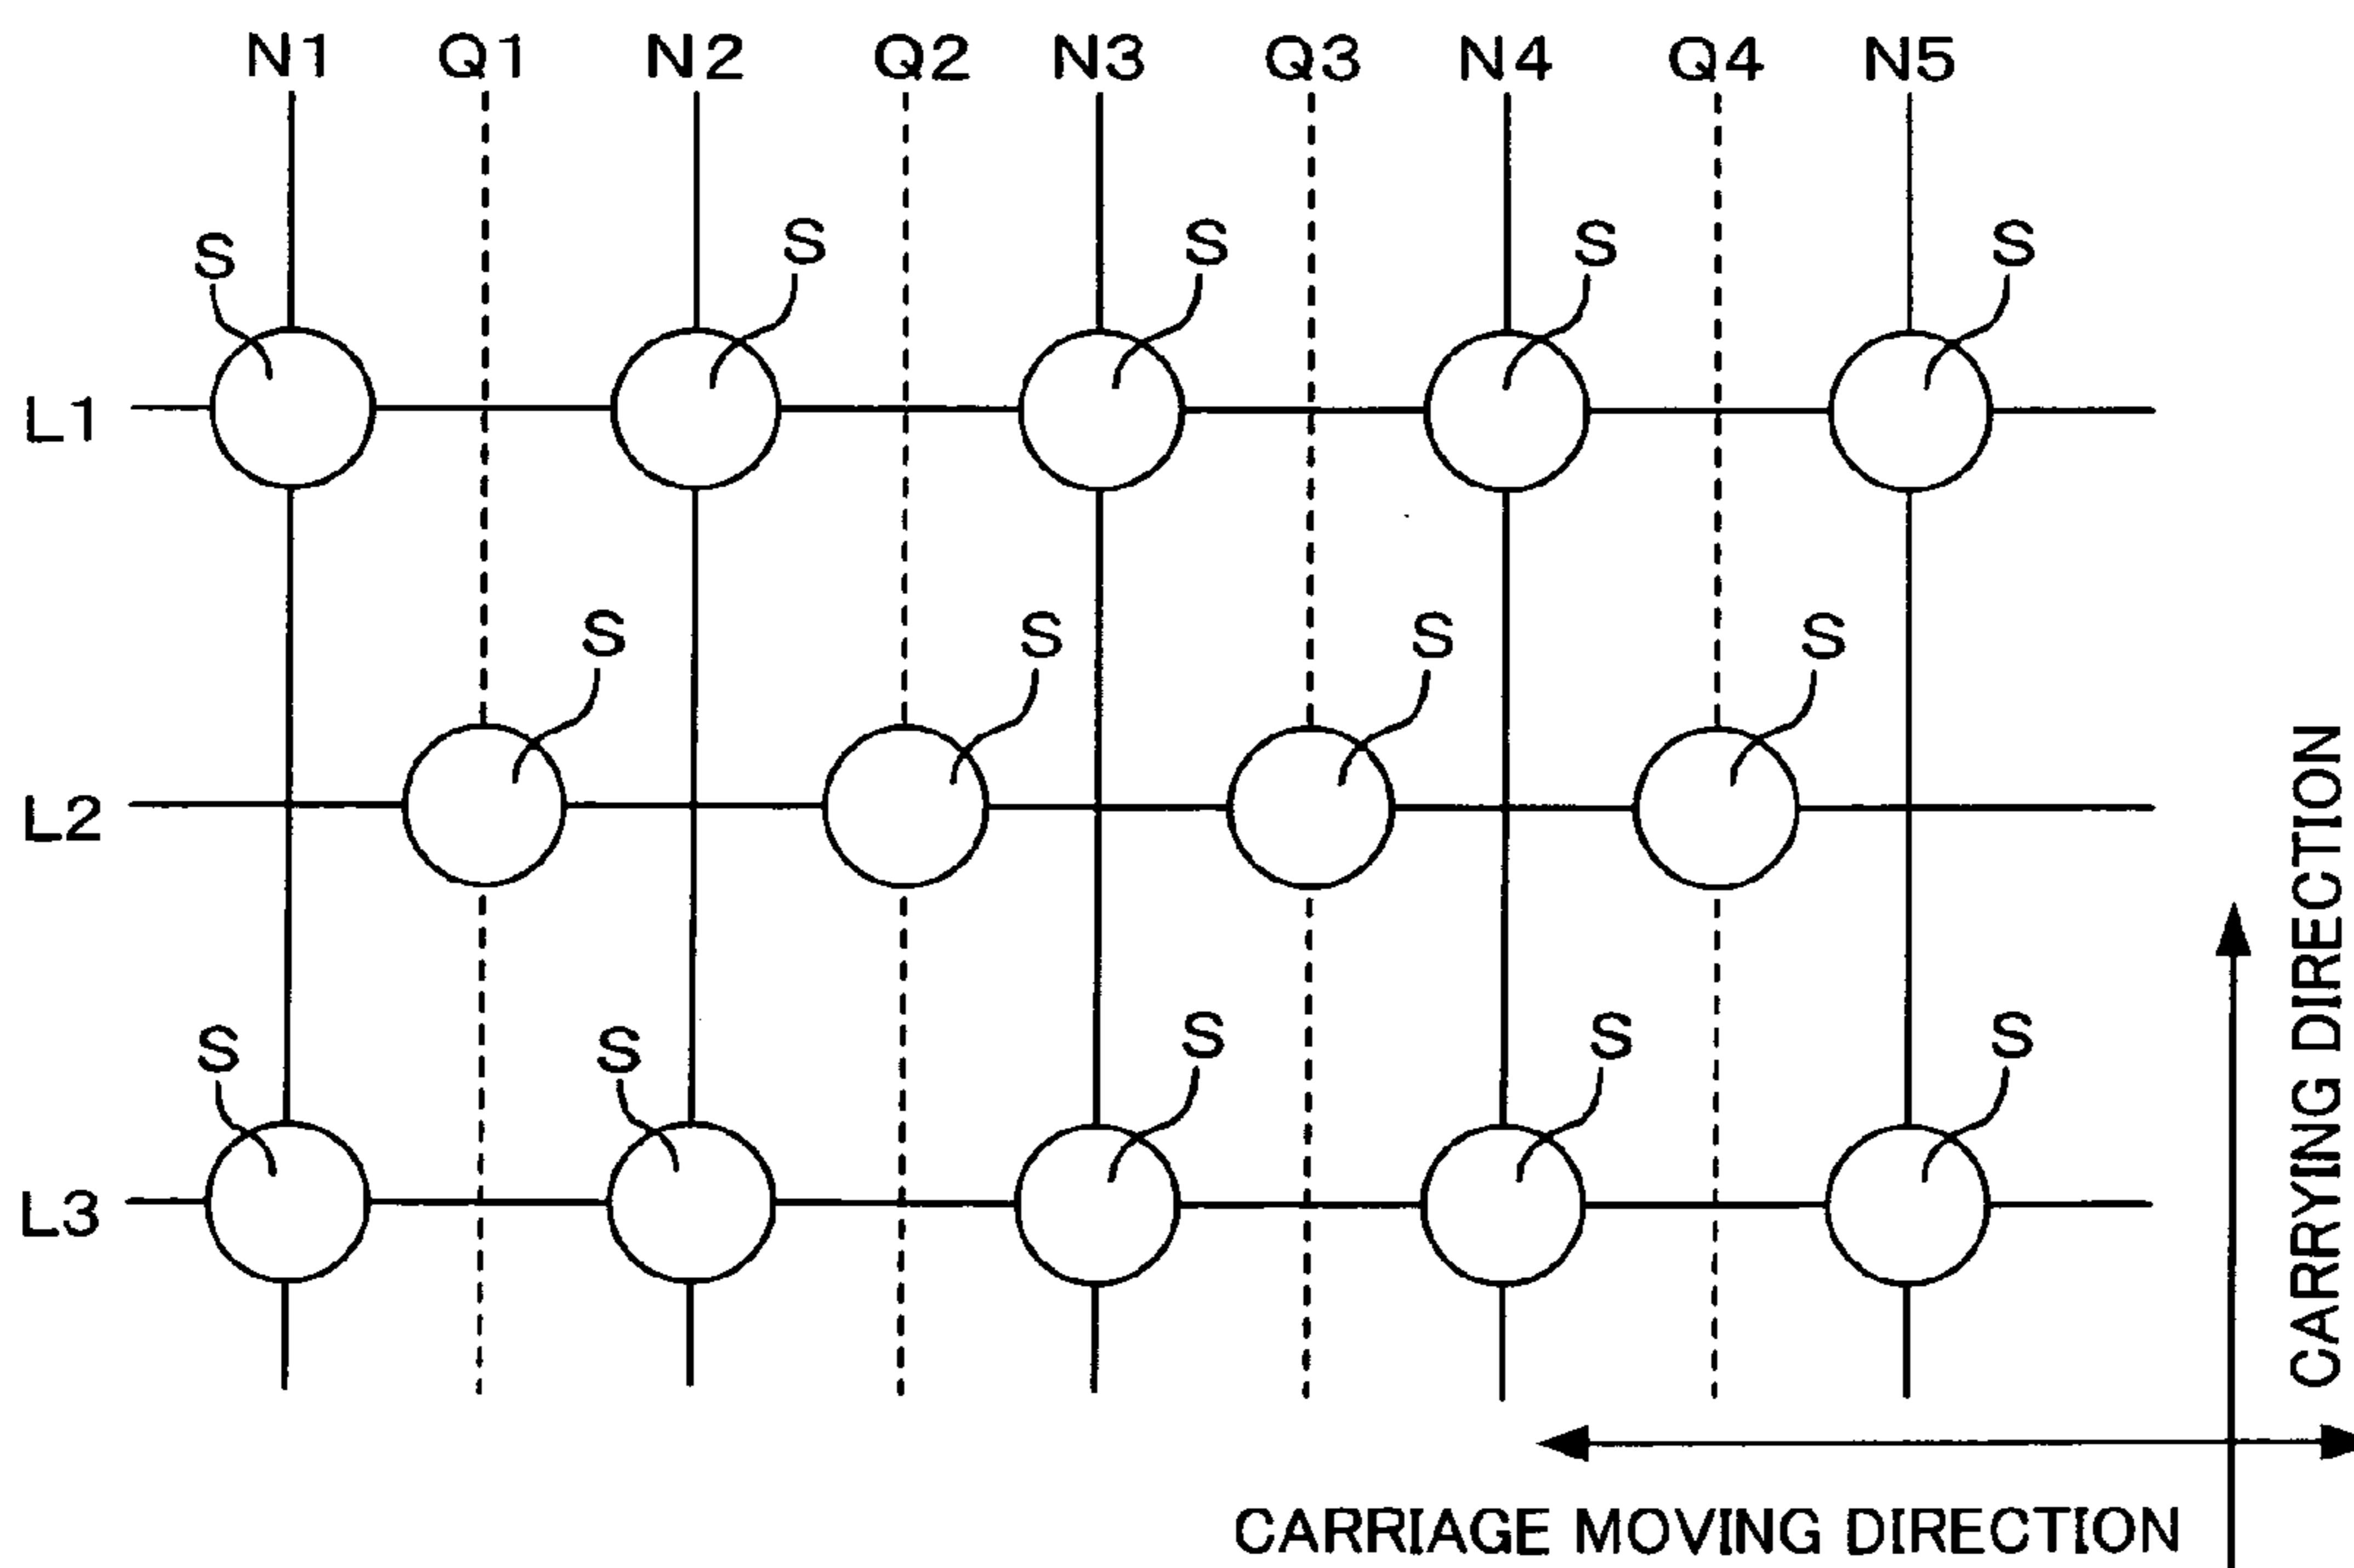 N1 Q1 N2 Q2 N3 Q3 N4 Q4 N5
S S S S S
L1
S S S S
L2
S S S S S
L3
CARRYING DIRECTION
CARRIAGE MOVING DIRECTION